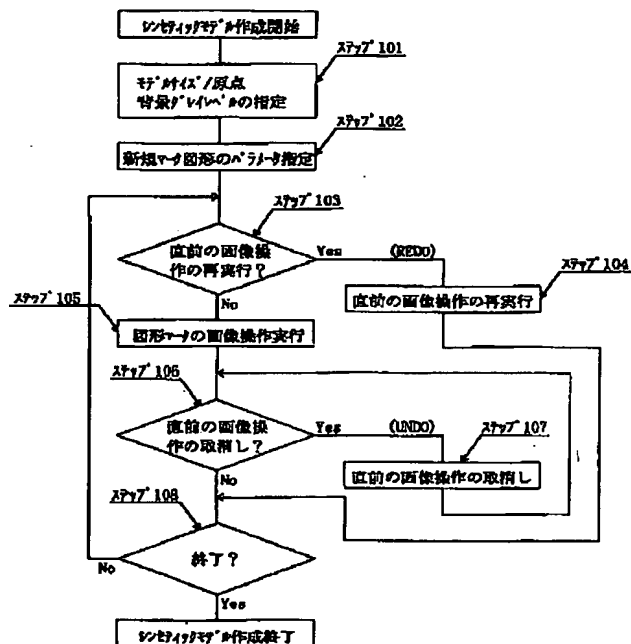 シンセティックモデル作成開始
ステップ101
モデルサイズ/原点
背景グレイレベルの指定
ステップ102
新規マーク図形のパラメータ指定
ステップ103
直前の画像操
作の再実行?
Yes
(REDO)
ステップ104
直前の画像操作の再実行
No
ステップ105
図形マークの画像操作実行
ステップ106
直前の画像操
作の取消し?
Yes
(UNDO)
ステップ107
直前の画像操作の取消し
No
ステップ108
終了?
No
Yes
シンセティックモデル作成終了